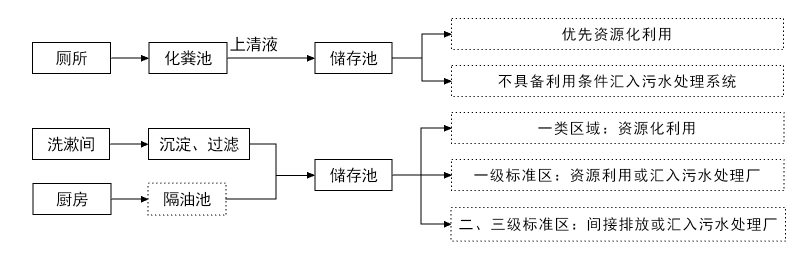 厕所
化粪池
上清液
储存池
优先资源化利用
不具备利用条件汇入污水处理系统
洗漱间
沉淀、过滤
厨房
隔油池
储存池
一类区域：资源化利用
一级标准区：资源利用或汇入污水处理厂
二、三级标准区：间接排放或汇入污水处理厂